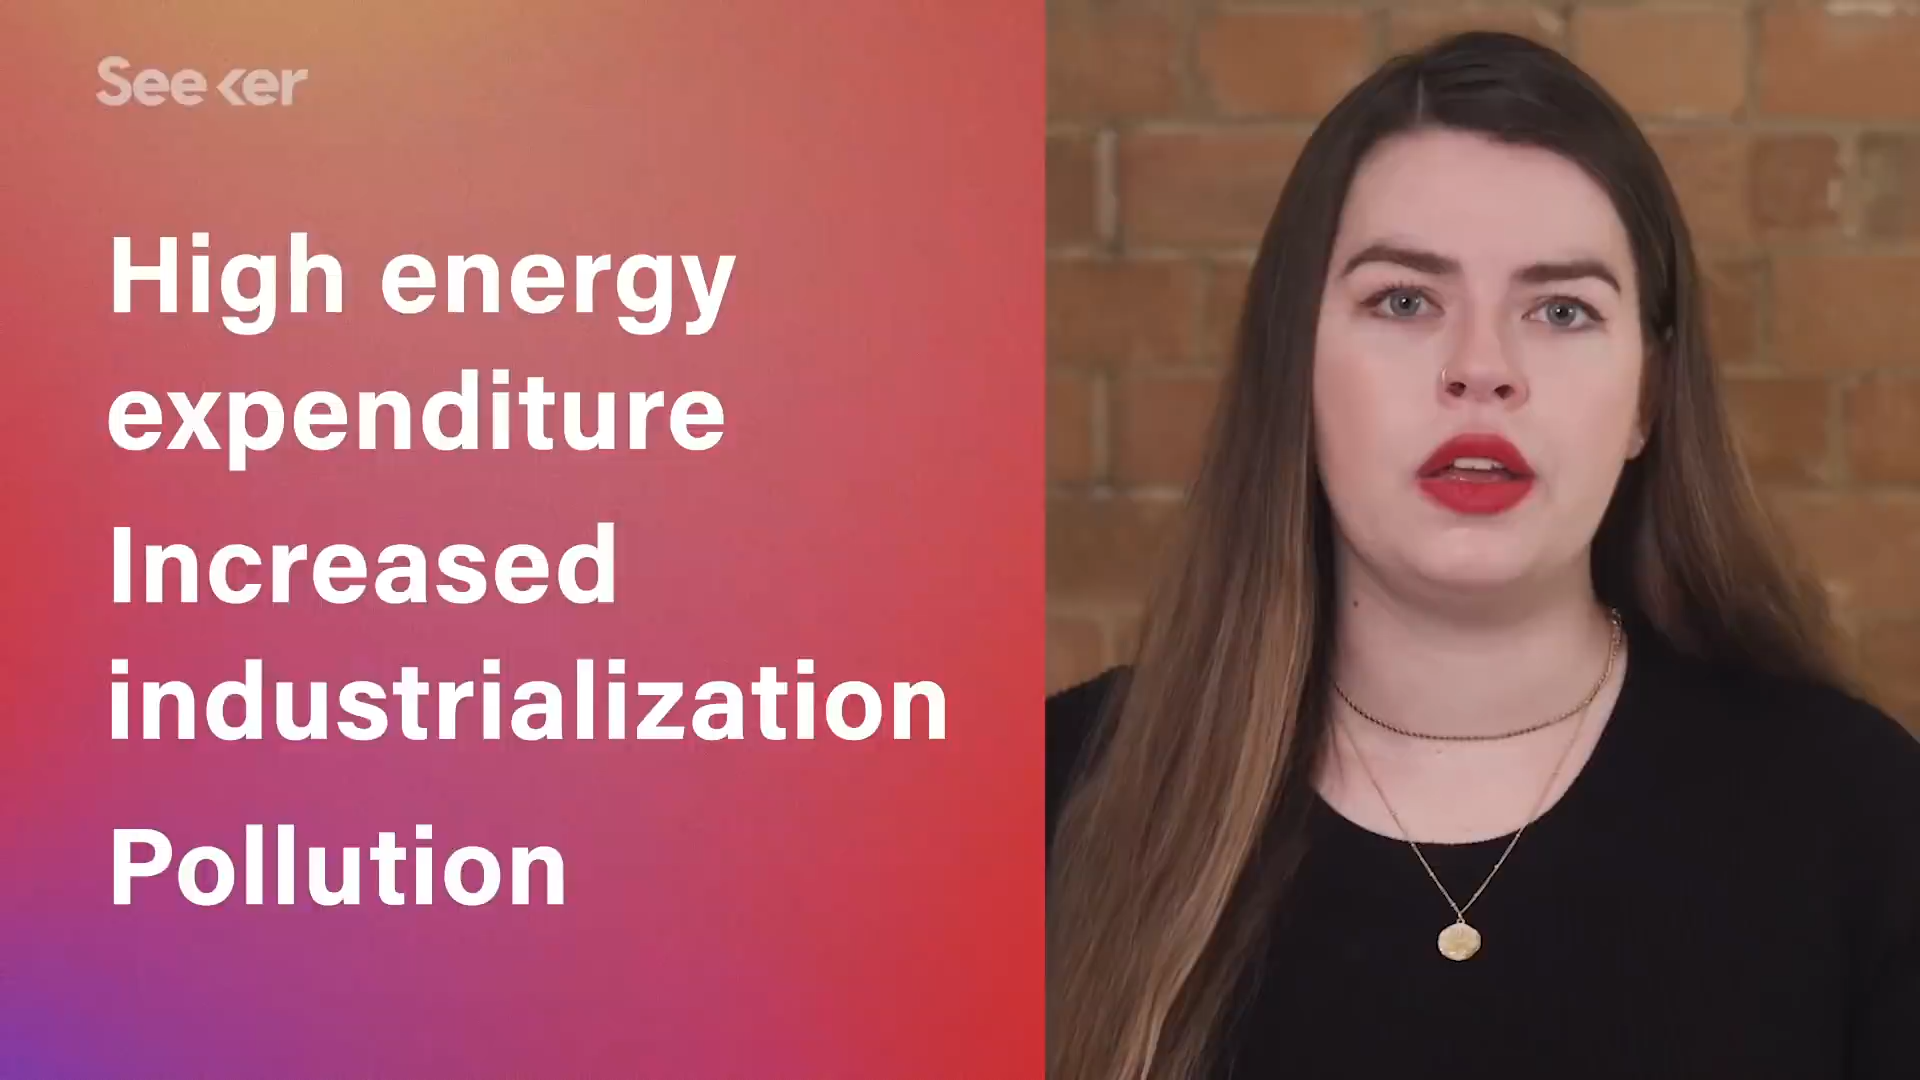 Seeker
High energy
expenditure
Increased
industrialization
Pollution